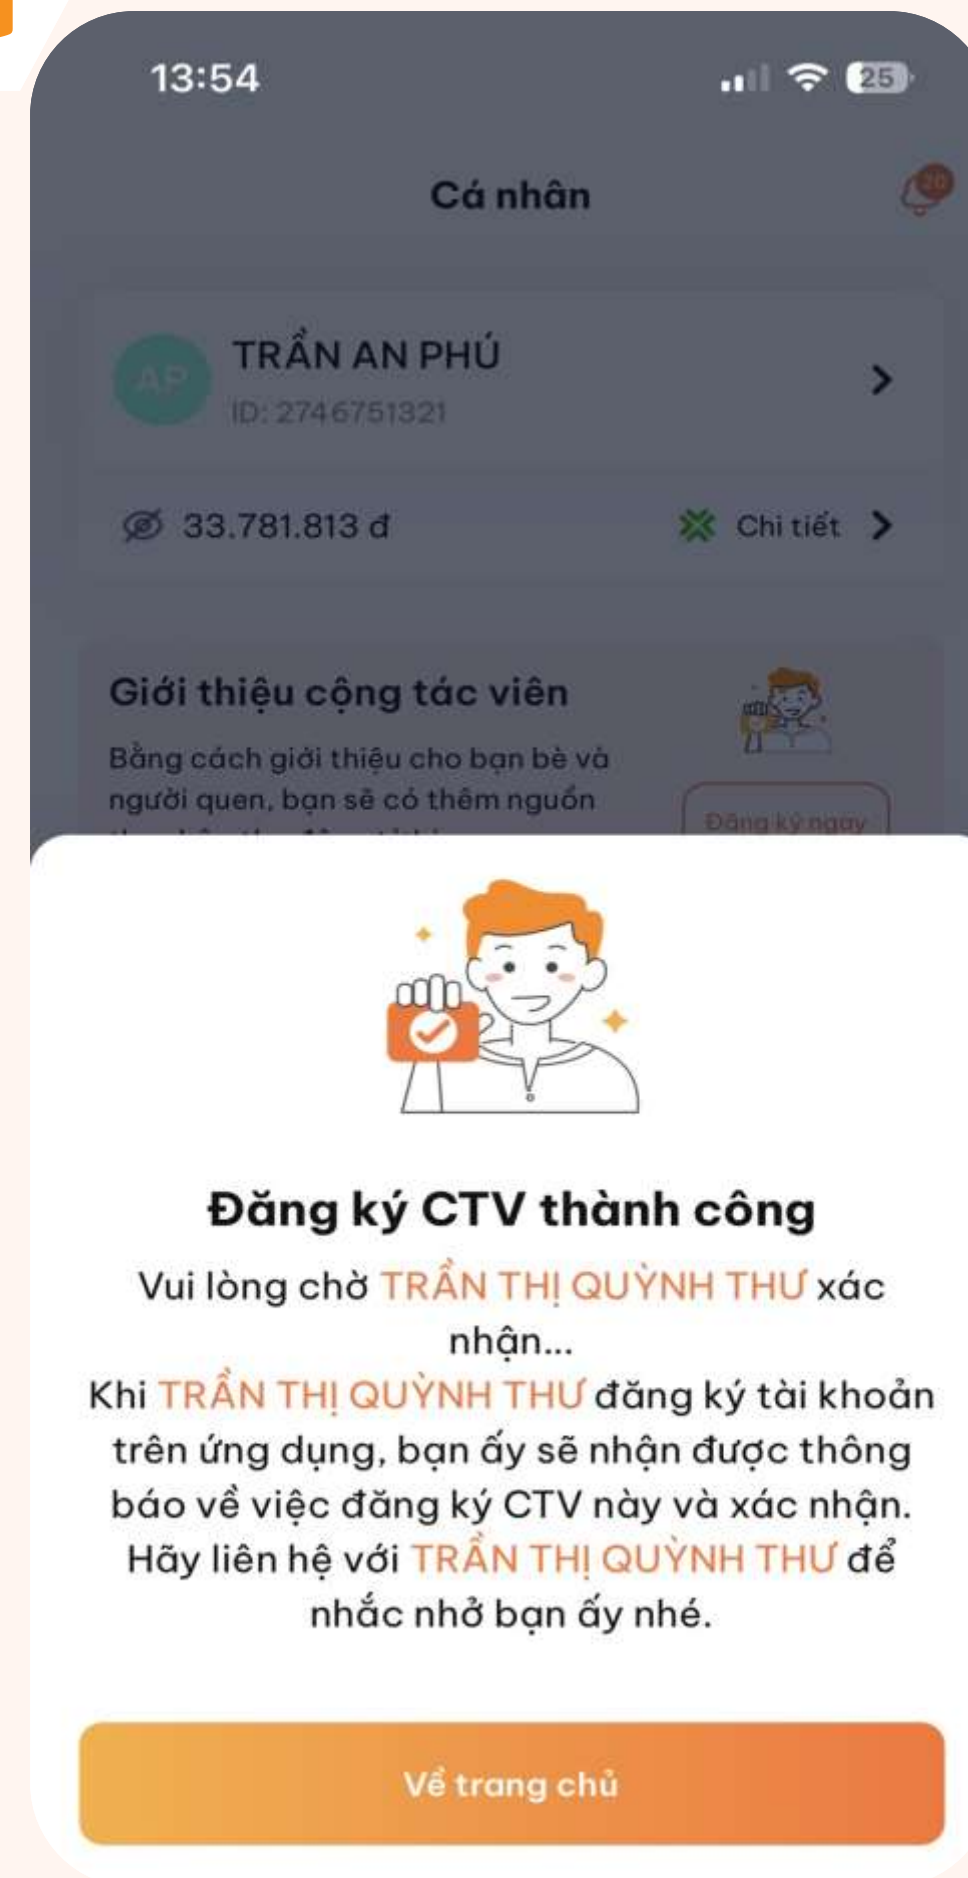 13:54
25
Cá nhân
20
AP
TRẦN AN PHÚ
ID: 2746751321
33.781.813 đ
Chi tiết
Giới thiệu cộng tác viên
Bằng cách giới thiệu cho bạn bè và
người quen, bạn sẽ có thêm nguồn
Đăng ký ngay
Đăng ký CTV thành công
Vui lòng chờ TRẦN THỊ QUỲNH THƯ xác
nhận...
Khi TRẦN THỊ QUỲNH THƯ đăng ký tài khoản
trên ứng dụng, bạn ấy sẽ nhận được thông
báo về việc đăng ký CTV này và xác nhận.
Hãy liên hệ với TRẦN THỊ QUỲNH THƯ để
nhắc nhở bạn ấy nhé.
Về trang chủ